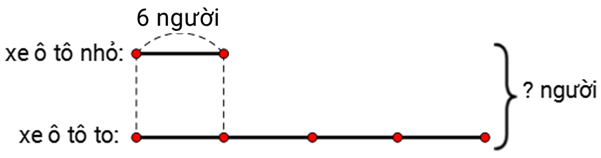 6 người
xe ô tô nhỏ:
? người
xe ô tô to: